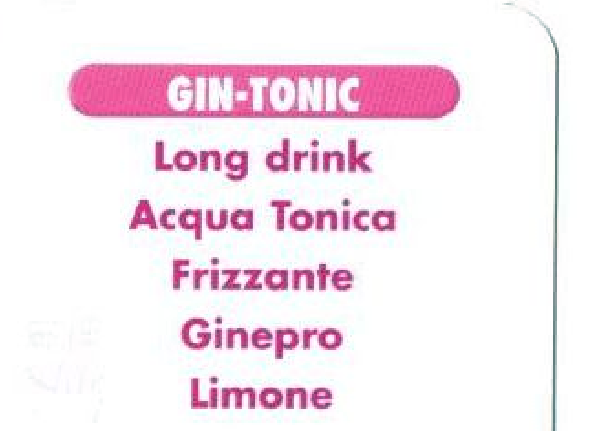 GIN-TONIC
Long drink
Acqua Tonica
Frizzante
Ginepro
Limone